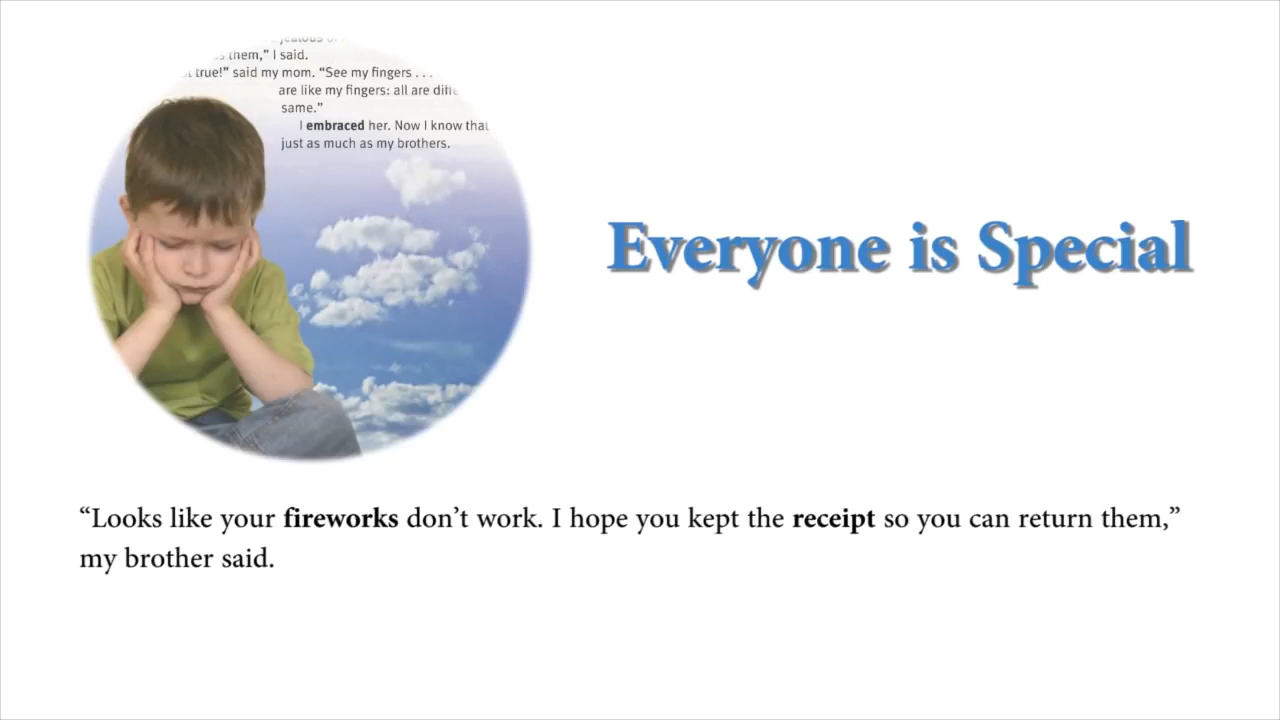 them,” I said.
true!” said my mom. “See my fingers . . .
are like my fingers: all are
same.”
I embraced her. Now I know that
just as much as my brothers.
Everyone is Special
“Looks like your fireworks don’t work. I hope you kept the receipt so you can return them,”
my brother said.